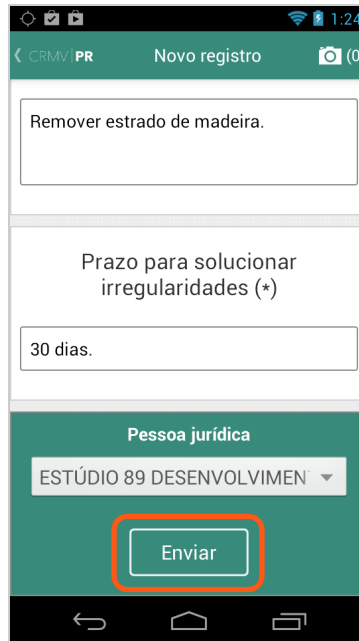 1:24
CRMV|PR
Novo registro
(0
Remover estrado de madeira.
Prazo para solucionar
irregularidades (*)
30 dias.
Pessoa jurídica
ESTÚDIO 89 DESENVOLVIMEN
Enviar